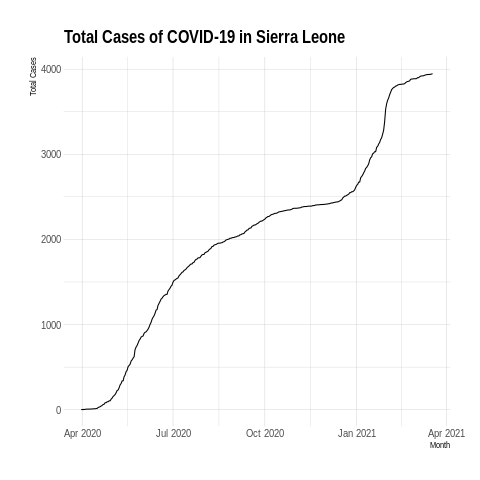 Total Cases of COVID-19 in Sierra Leone
Total Cases
4000
3000
2000
1000
0
Apr 2020 Jul 2020 Oct 2020 Jan 2021 Apr 2021
Month